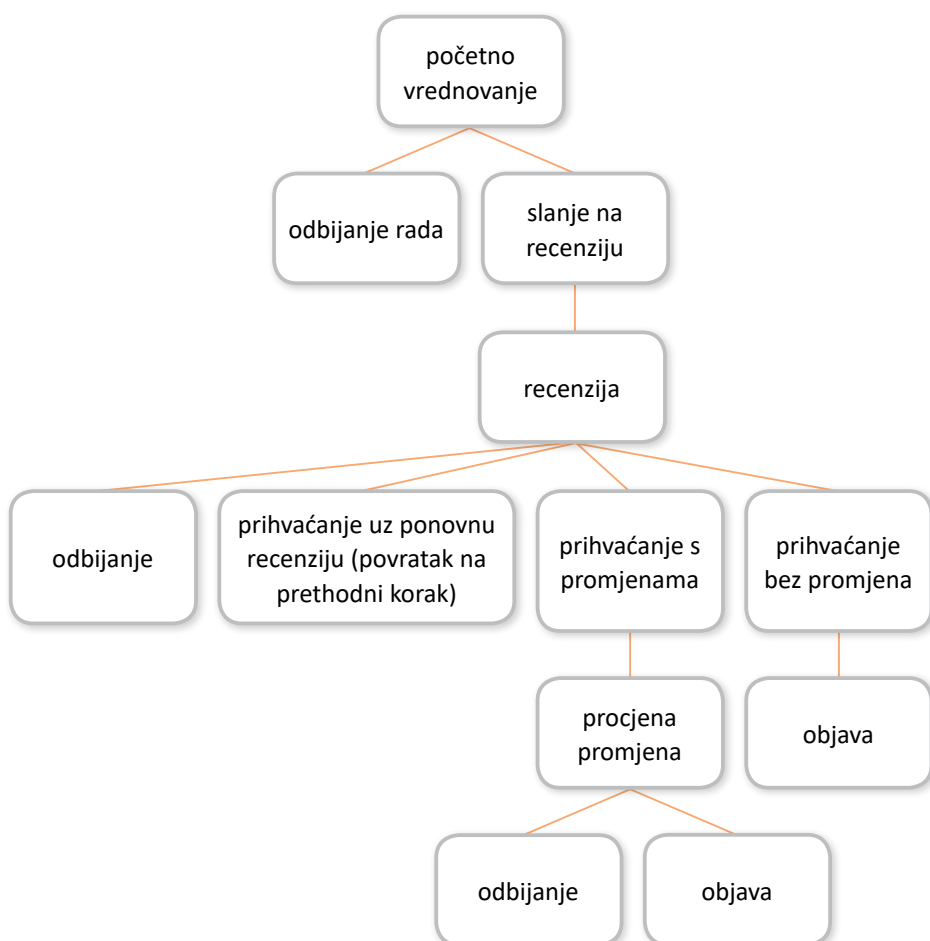 početno
vrednovanje
odbijanje rada
slanje na
recenziju
recenzija
odbijanje
prihvaćanje uz ponovnu
recenziju (povratak na
prethodni korak)
prihvaćanje s
promjenama
prihvaćanje
bez promjena
procjena
promjena
objava
odbijanje
objava